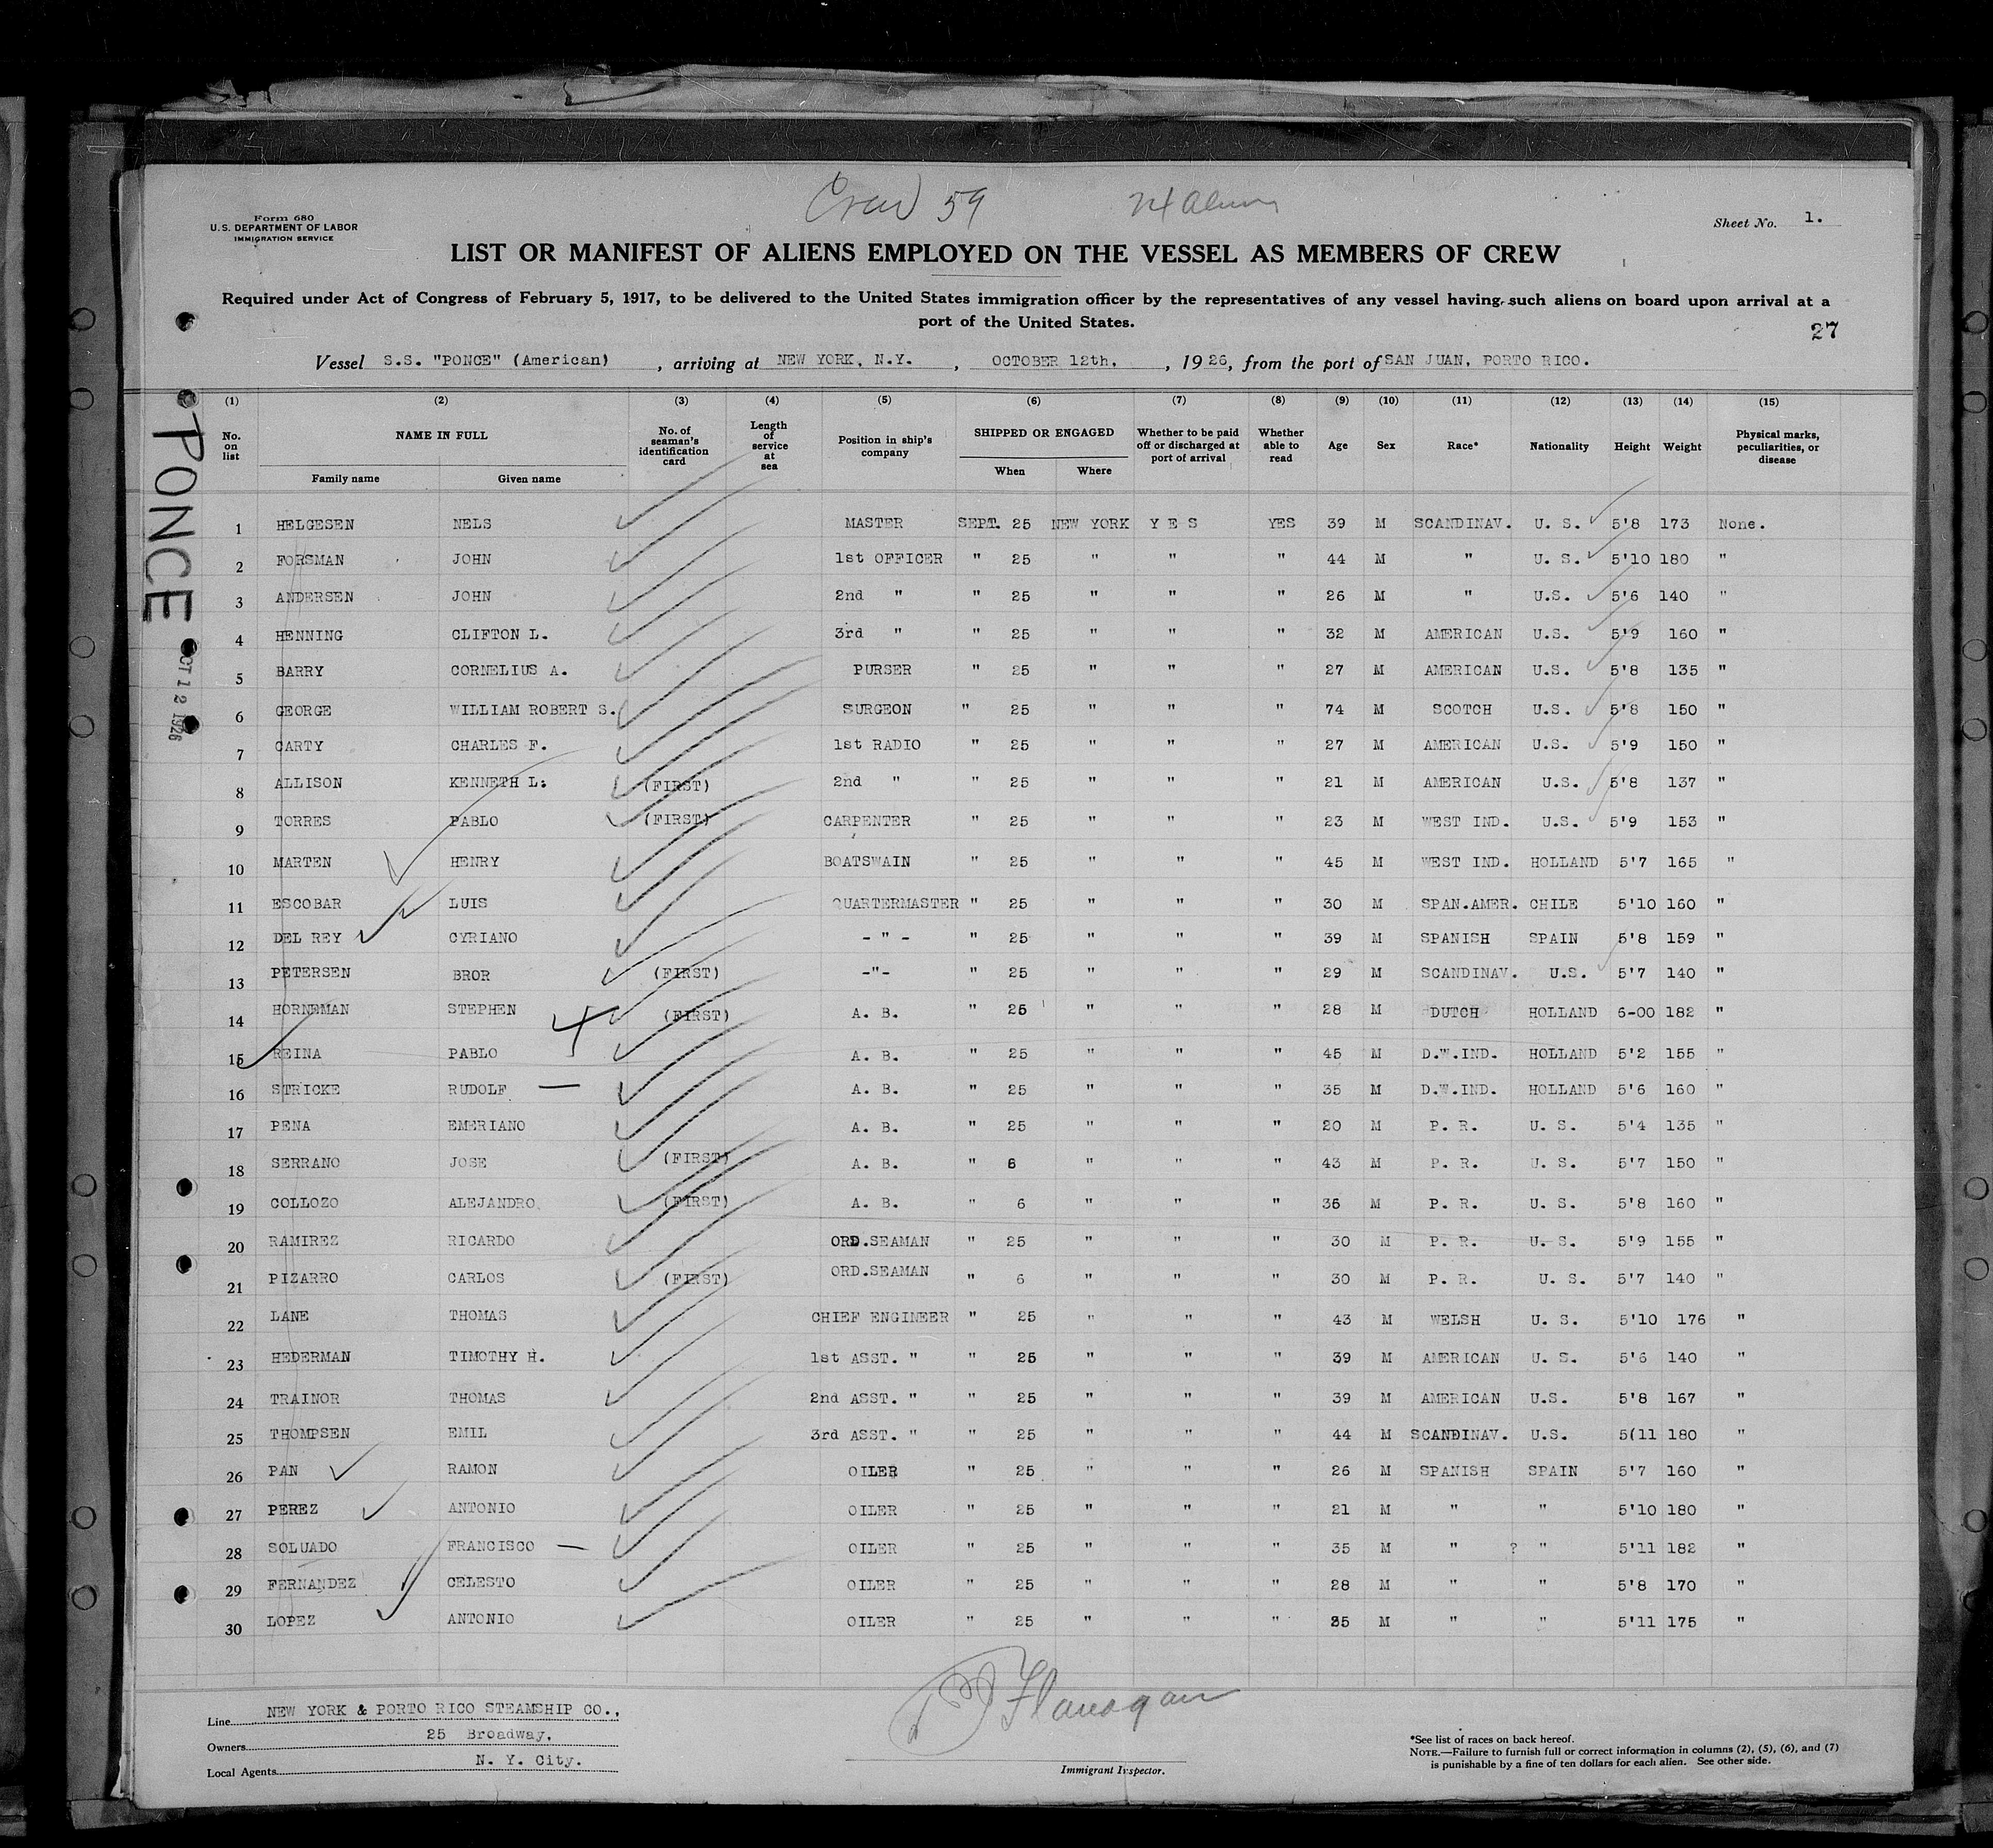 Crew 59 24 Aliens
Form 680
U.S. DEPARTMENT OF LABOR
IMMIGRATION SERVICE
Sheet No. 1.
LIST OR MANIFEST OF ALIENS EMPLOYED ON THE VESSEL AS MEMBERS OF CREW
Required under Act of Congress of February 5, 1917, to be delivered to the United States immigration officer by the representatives of any vessel having such aliens on board upon arrival at a
port of the United States.
27
Vessel S.S. "PONCE" (American), arriving at NEW YORK, N.Y., OCTOBER 12th, 1926, from the port of SAN JUAN, PORTO RICO.
PONCE
OCT 12 1926
(1) (2) (3) (4) (5) (6) (7) (8) (9) (10) (11) (12) (13) (14) (15)
No. on list NAME IN FULL Family name Given name No. of seaman's identification card Length of service at sea Position in ship's company SHIPPED OR ENGAGED When Where Whether to be paid off or discharged at port of arrival Whether able to read Age Sex Race* Nationality Height Weight Physical marks, peculiarities, or disease
1 HELGESEN NELS MASTER SEPT. 25 NEW YORK Y E S YES 39 M SCANDINAV. U. S. 5'8 173 None.
2 FORSMAN JOHN 1st OFFICER " 25 " " " 44 M " U. S. 5'10 180 "
3 ANDERSEN JOHN 2nd " " 25 " " " 26 M " U.S. 5'6 140 "
4 HENNING CLIFTON L. 3rd " " 25 " " " 32 M AMERICAN U.S. 5'9 160 "
5 BARRY CORNELIUS A. PURSER " 25 " " " 27 M AMERICAN U.S. 5'8 135 "
6 GEORGE WILLIAM ROBERT S. SURGEON " 25 " " " 74 M SCOTCH U.S. 5'8 150 "
7 CARTY CHARLES F. 1st RADIO " 25 " " " 27 M AMERICAN U.S. 5'9 150 "
8 ALLISON KENNETH L. (FIRST) 2nd " " 25 " " " 21 M AMERICAN U.S. 5'8 137 "
9 TORRES PABLO (FIRST) CARPENTER " 25 " " " 23 M WEST IND. U.S. 5'9 153 "
10 MARTEN HENRY BOATSWAIN " 25 " " " 45 M WEST IND. HOLLAND 5'7 165 "
11 ESCOBAR LUIS QUARTERMASTER " 25 " " " 30 M SPAN.AMER. CHILE 5'10 160 "
12 DEL REY CYRIANO - " - " 25 " " " 39 M SPANISH SPAIN 5'8 159 "
13 PETERSEN BROR (FIRST) -"- " 25 " " " 29 M SCANDINAV. U.S. 5'7 140 "
14 HORNEMAN STEPHEN (FIRST) A. B. " 25 " " " 28 M DUTCH HOLLAND 6-00 182 "
15 REINA PABLO A. B. " 25 " " " 45 M D.W.IND. HOLLAND 5'2 155 "
16 STRICKE RUDOLF — A. B. " 25 " " " 35 M D.W.IND. HOLLAND 5'6 160 "
17 PENA EMERIANO A. B. " 25 " " " 20 M P. R. U. S. 5'4 135 "
18 SERRANO JOSE (FIRST) A. B. " 6 " " " 43 M P. R. U. S. 5'7 150 "
19 COLLOZO ALEJANDRO (FIRST) A. B. " 6 " " " 36 M P. R. U. S. 5'8 160 "
20 RAMIREZ RICARDO ORD.SEAMAN " 25 " " " 30 M P. R. U. S. 5'9 155 "
21 PIZARRO CARLOS (FIRST) ORD.SEAMAN " 6 " " " 30 M P. R. U. S. 5'7 140 "
22 LANE THOMAS CHIEF ENGINEER " 25 " " " 43 M WELSH U. S. 5'10 176 "
23 HEDERMAN TIMOTHY H. 1st ASST. " " 25 " " " 39 M AMERICAN U. S. 5'6 140 "
24 TRAINOR THOMAS 2nd ASST. " " 25 " " " 39 M AMERICAN U.S. 5'8 167 "
25 THOMPSEN EMIL 3rd ASST. " " 25 " " " 44 M SCANDINAV. U.S. 5(11 180 "
26 PAN RAMON OILER " 25 " " " 26 M SPANISH SPAIN 5'7 160 "
27 PEREZ ANTONIO OILER " 25 " " " 21 M " " 5'10 180 "
28 SOLUADO FRANCISCO — OILER " 25 " " " 35 M " ? " 5'11 182 "
29 FERNANDEZ CELESTO OILER " 25 " " " 28 M " " 5'8 170 "
30 LOPEZ ANTONIO OILER " 25 " " " 35 M " " 5'11 175 "
Line NEW YORK & PORTO RICO STEAMSHIP CO.,
Owners 25 Broadway,
Local Agents N. Y. City.
Flanagan
Immigrant Inspector.
*See list of races on back hereof.
NOTE.—Failure to furnish full or correct information in columns (2), (5), (6), and (7)
is punishable by a fine of ten dollars for each alien. See other side.